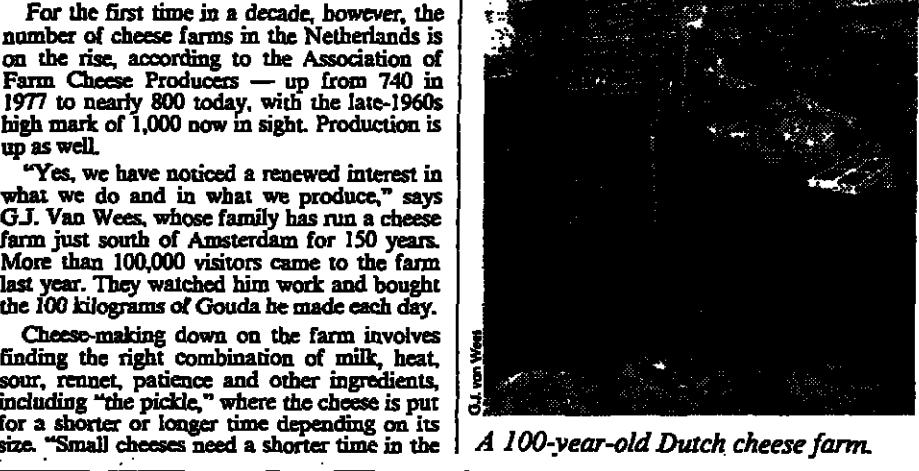 For the first time in a decade, however, the
number of cheese farms in the Netherlands is
on the rise, according to the Association of
Farm Cheese Producers — up from 740 in
1977 to nearly 800 today, with the late-1960s
high mark of 1,000 now in sight. Production is
up as well.
"Yes, we have noticed a renewed interest in
what we do and in what we produce," says
G.J. Van Wees, whose family has run a cheese
farm just south of Amsterdam for 150 years.
More than 100,000 visitors came to the farm
last year. They watched him work and bought
the 100 kilograms of Gouda he made each day.
Cheese-making down on the farm involves
finding the right combination of milk, heat,
sour, rennet, patience and other ingredients,
including "the pickle," where the cheese is put
for a shorter or longer time depending on its
size. "Small cheeses need a shorter time in the
G.J. von Wees
A 100-year-old Dutch cheese farm.